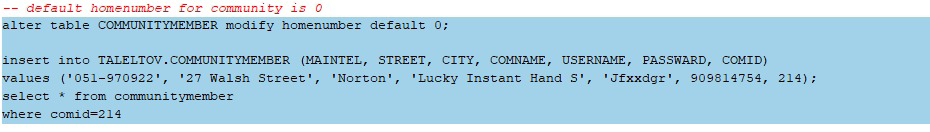 -- default homenumber for community is 0
alter table COMMUNITYMEMBER modify homenumber default 0;
insert into TALELTOV.COMMUNITYMEMBER (MAINTEL, STREET, CITY, COMNAME, USERNAME, PASSWARD, COMID)
values ('051-970922', '27 Walsh Street', 'Norton', 'Lucky Instant Hand S', 'Jfxxdgr', 909814754, 214);
select * from communitymember
where comid=214